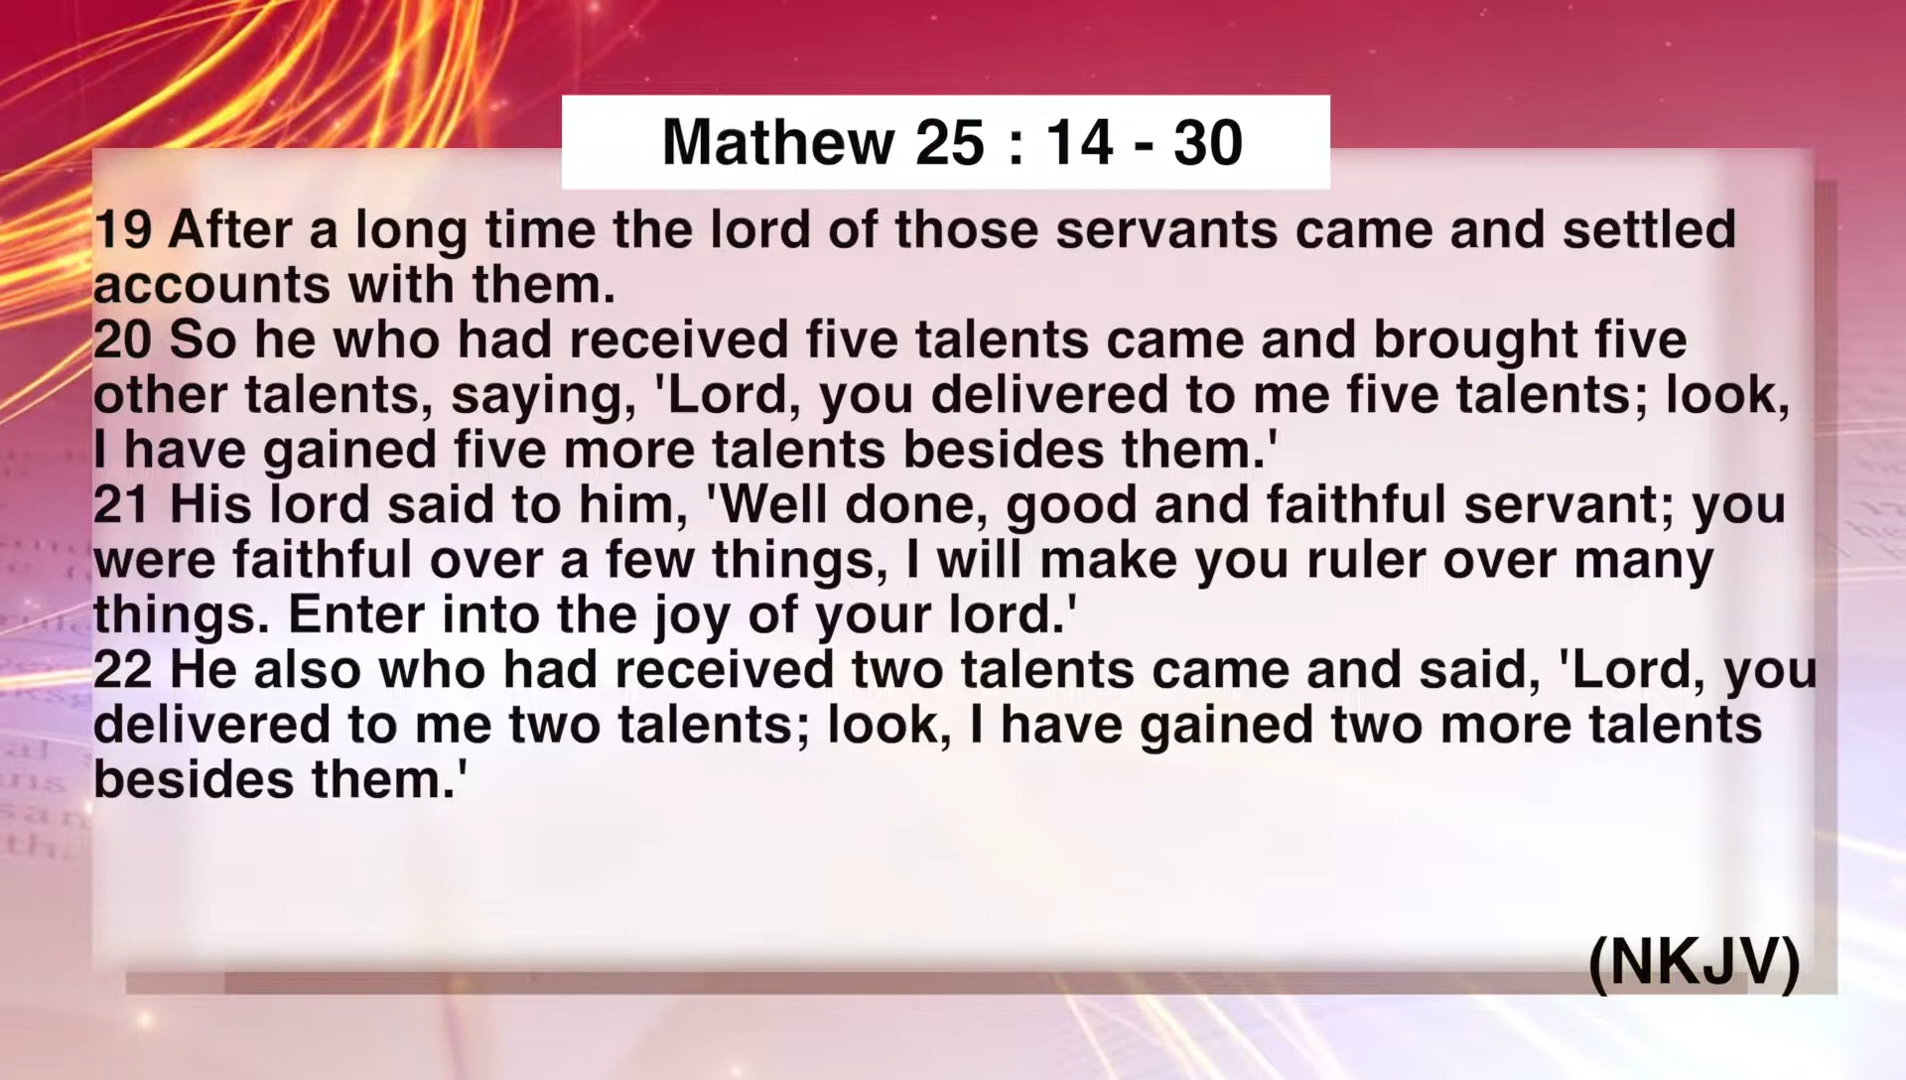 Mathew 25 : 14 - 30
19 After a long time the lord of those servants came and settled
accounts with them.
20 So he who had received five talents came and brought five
other talents, saying, 'Lord, you delivered to me five talents; look,
I have gained five more talents besides them.'
21 His lord said to him, 'Well done, good and faithful servant; you
were faithful over a few things, I will make you ruler over many
things. Enter into the joy of your lord.'
22 He also who had received two talents came and said, 'Lord, you
delivered to me two talents; look, I have gained two more talents
besides them.'
(NKJV)